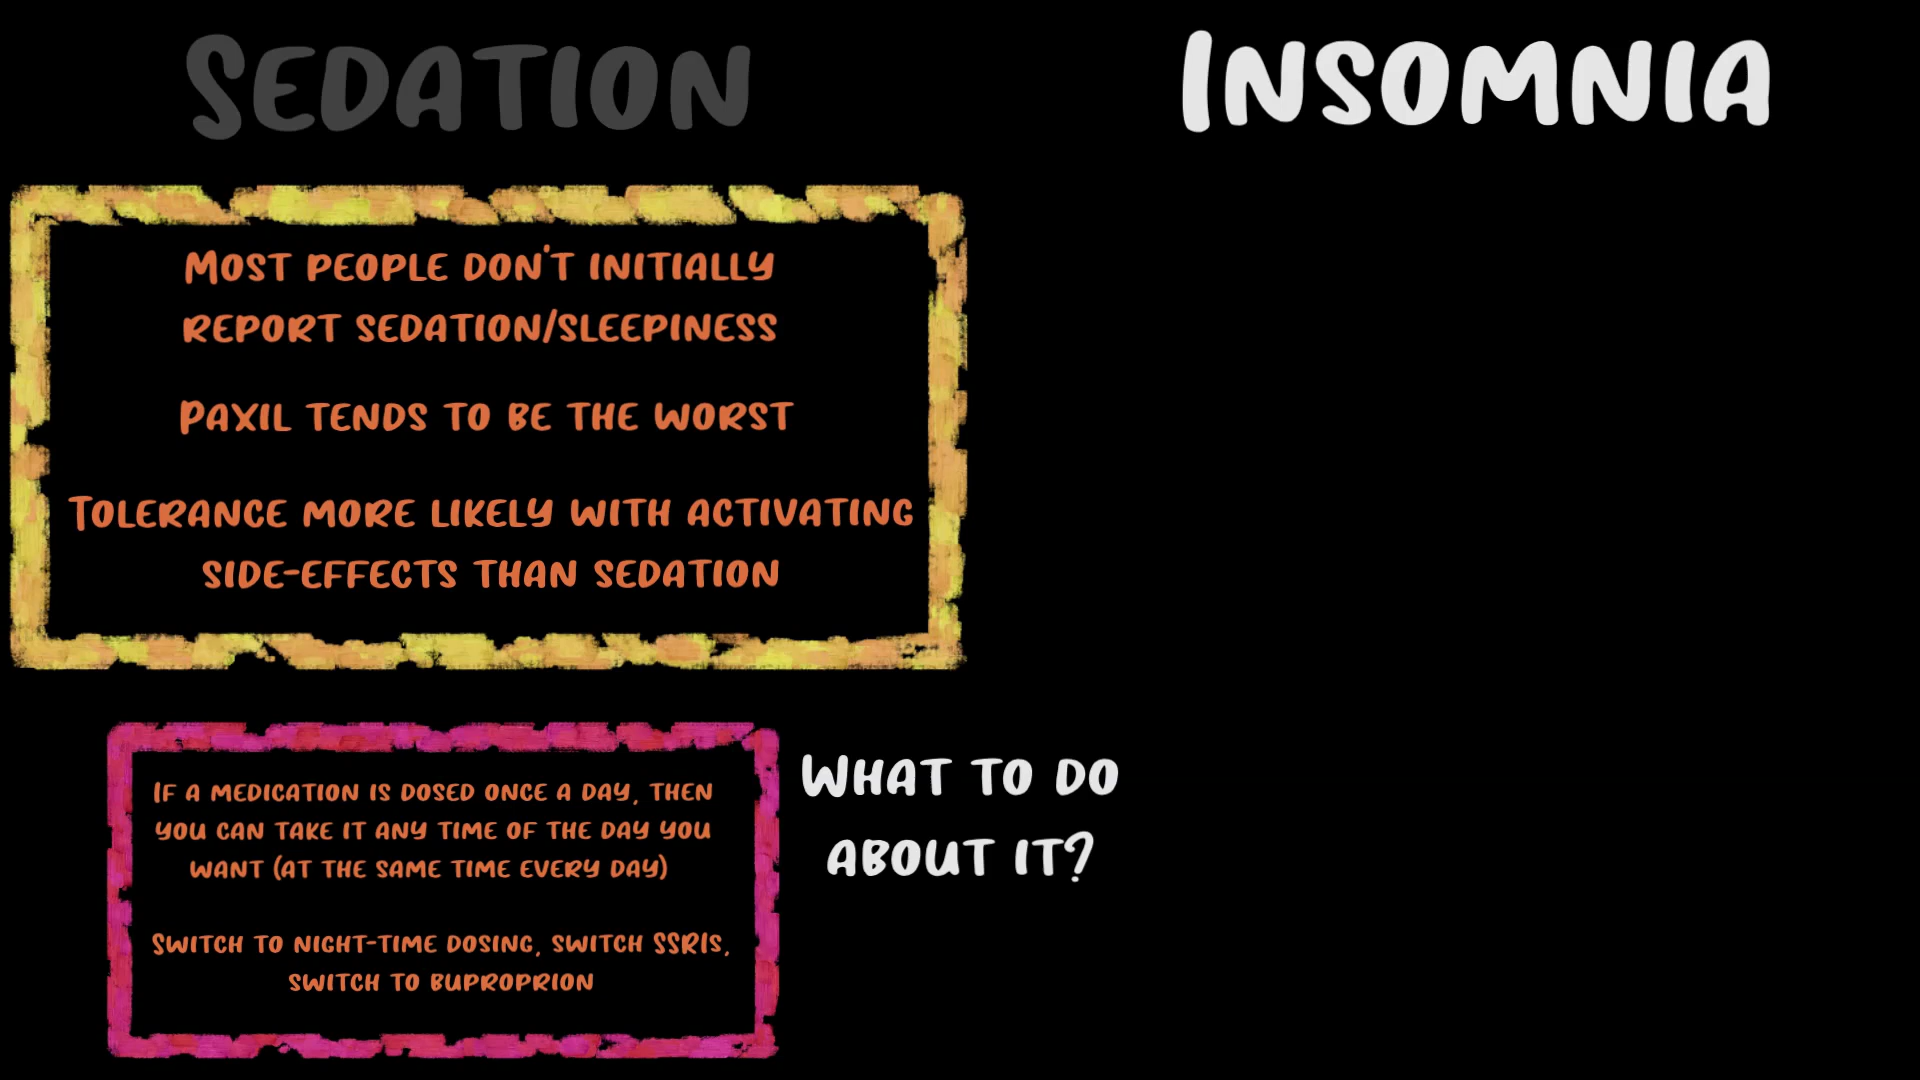 SEDATION
INSOMNIA
MOST PEOPLE DON'T INITIALLY
REPORT SEDATION/SLEEPINESS
PAXIL TENDS TO BE THE WORST
TOLERANCE MORE LIKELY WITH ACTIVATING
SIDE-EFFECTS THAN SEDATION
IF A MEDICATION IS DOSED ONCE A DAY, THEN
YOU CAN TAKE IT ANY TIME OF THE DAY YOU
WANT (AT THE SAME TIME EVERY DAY)
SWITCH TO NIGHT-TIME DOSING, SWITCH SSRIS,
SWITCH TO BUPROPRION
WHAT TO DO
ABOUT IT?